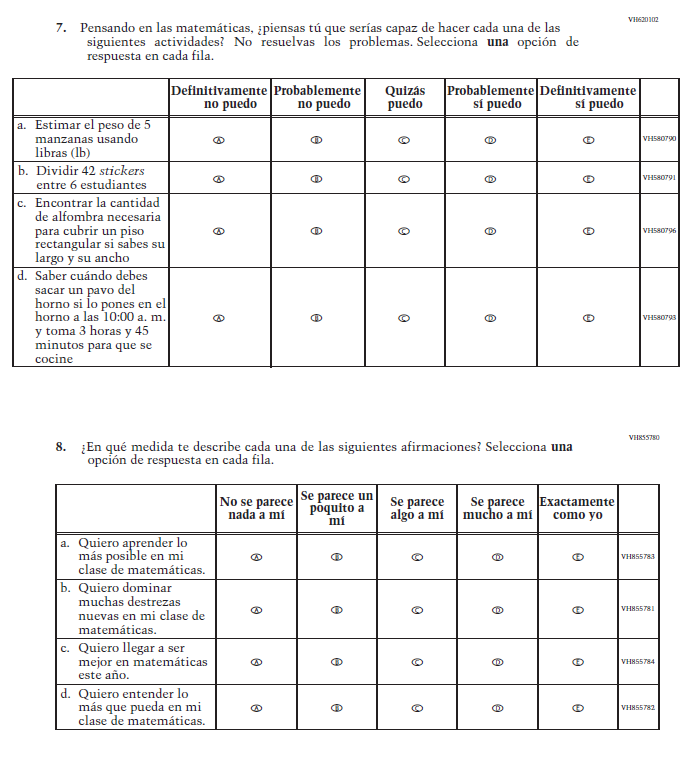 VH620102
7. Pensando en las matemáticas, ¿piensas tú que serías capaz de hacer cada una de las
siguientes actividades? No resuelvas los problemas. Selecciona una opción de
respuesta en cada fila.
Definitivamente no puedo Probablemente no puedo Quizás puedo Probablemente sí puedo Definitivamente sí puedo
a. Estimar el peso de 5
manzanas usando
libras (lb)
A B C D E VH580790
b. Dividir 42 stickers
entre 6 estudiantes
A B C D E VH580791
c. Encontrar la cantidad
de alfombra necesaria
para cubrir un piso
rectangular si sabes su
largo y su ancho
A B C D E VH580796
d. Saber cuándo debes
sacar un pavo del
horno si lo pones en el
horno a las 10:00 a. m.
y toma 3 horas y 45
minutos para que se
cocine
A B C D E VH580793
VH855780
8. ¿En qué medida te describe cada una de las siguientes afirmaciones? Selecciona una
opción de respuesta en cada fila.
No se parece nada a mí Se parece un poquito a mí Se parece algo a mí Se parece mucho a mí Exactamente como yo
a. Quiero aprender lo
más posible en mi
clase de matemáticas.
A B C D E VH855783
b. Quiero dominar
muchas destrezas
nuevas en mi clase de
matemáticas.
A B C D E VH855781
c. Quiero llegar a ser
mejor en matemáticas
este año.
A B C D E VH855784
d. Quiero entender lo
más que pueda en mi
clase de matemáticas.
A B C D E VH855782